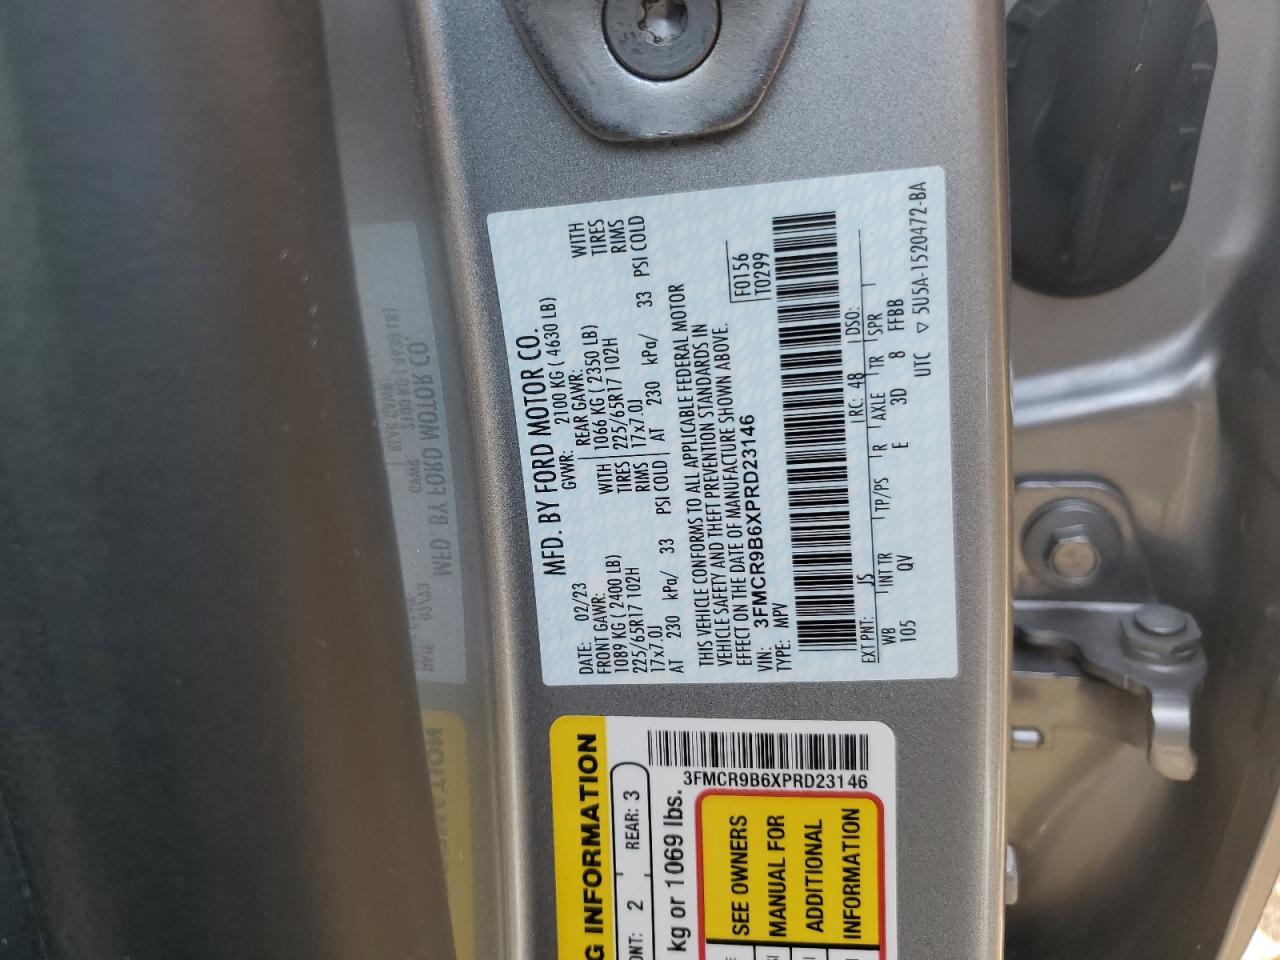 MFD. BY FORD MOTOR CO.
DATE: 02/23 GVWR: 2100 KG ( 4630 LB)
FRONT GAWR: REAR GAWR:
1089 KG ( 2400 LB) WITH 1066 KG ( 2350 LB) WITH
225/65R17 102H TIRES 225/65R17 102H TIRES
17x7.0J RIMS 17x7.0J RIMS
AT 230 kPa/ 33 PSI COLD AT 230 kPa/ 33 PSI COLD
THIS VEHICLE CONFORMS TO ALL APPLICABLE FEDERAL MOTOR
VEHICLE SAFETY AND THEFT PREVENTION STANDARDS IN
EFFECT ON THE DATE OF MANUFACTURE SHOWN ABOVE.
VIN: 3FMCR9B6XPRD23146 F0156
TYPE: MPV T0299
EXT PNT: JS RC: 48 DSO:
WB INT TR TP/PS R AXLE TR SPR
105 QV E 3D 8 FFBB
UTC ▽ 5U5A-1520472-BA
G INFORMATION
ONT: 2 REAR: 3
3FMCR9B6XPRD23146
kg or 1069 lbs.
SEE OWNERS
MANUAL FOR
ADDITIONAL
INFORMATION